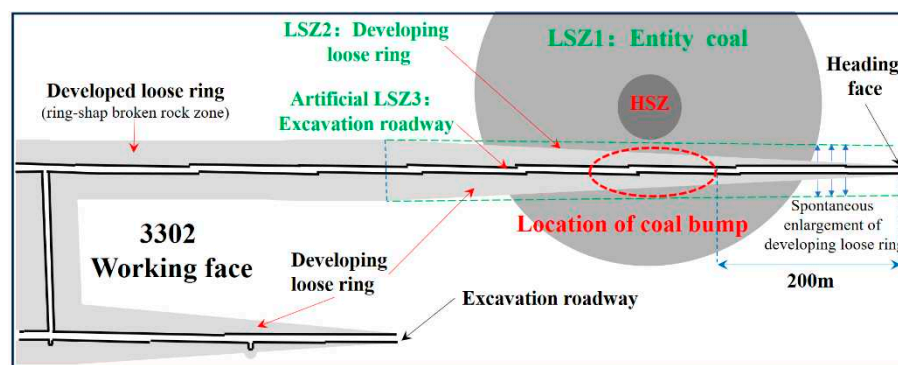 LSZ2: Developing
loose ring
LSZ1: Entity coal
Developed loose ring
(ring-shap broken rock zone)
Artificial LSZ3:
Excavation roadway
HSZ
Heading
face
3302
Working face
Location of coal bump
Spontaneous
enlargement of
developing loose ring
Developing
loose ring
200m
Excavation roadway